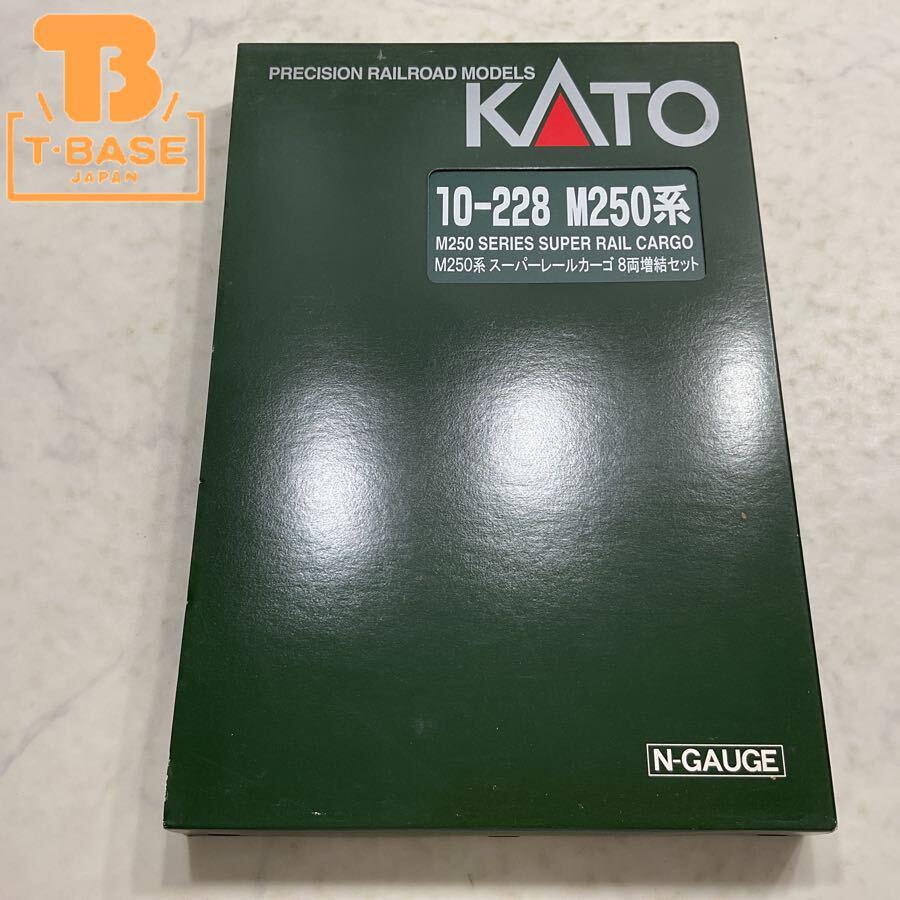 B
T・BASE
JAPAN
PRECISION RAILROAD MODELS
KATO
10-228 M250系
M250 SERIES SUPER RAIL CARGO
M250系 スーパーレールカーゴ 8両増結セット
N-GAUGE